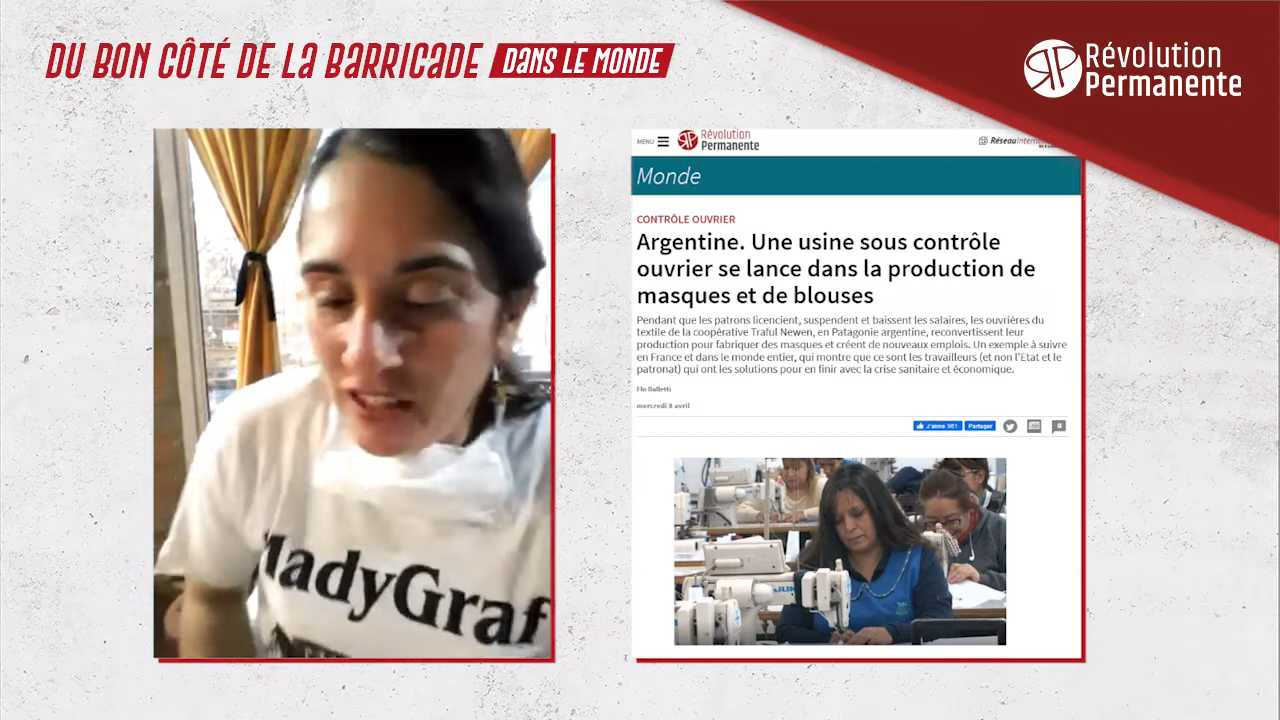 DU BON CÔTÉ DE LA BARRICADE DANS LE MONDE
Révolution
Permanente
MENU
Révolution
Permanente
Monde
CONTRÔLE OUVRIER
Argentine. Une usine sous contrôle
ouvrier se lance dans la production de
masques et de blouses
Pendant que les patrons licencient, suspendent et baissent les salaires, les ouvrières du
textile de la coopérative Traful Newen, en Patagonie argentine, reconvertissent leur
production pour fabriquer des masques et créent de nouveaux emplois. Un exemple à suivre
en France et dans le monde entier, qui montre que ce sont les travailleurs (et non l'Etat et le
patronat) qui ont les solutions pour en finir avec la crise sanitaire et économique.
Flo Balletti
mercredi 8 avril
J'aime 981 Partager
0
MadyGraf
JUKI